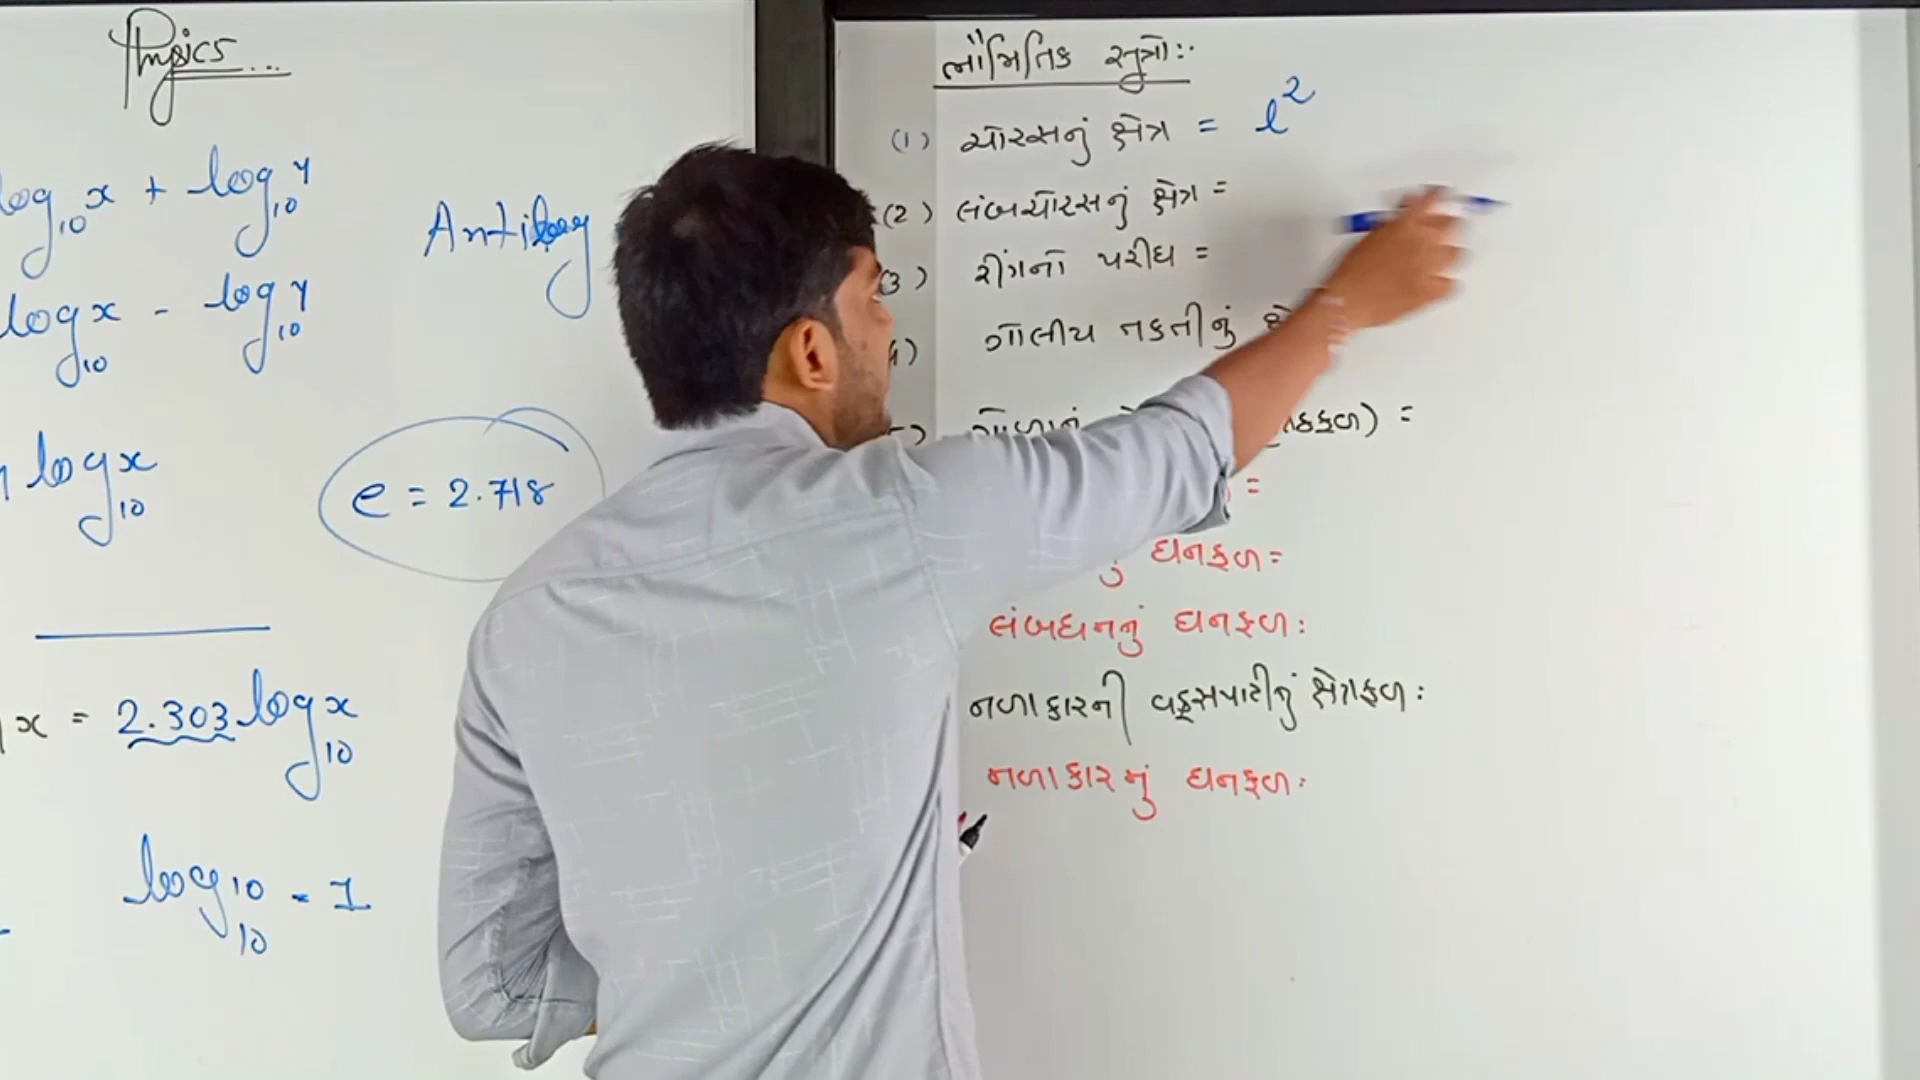 Physics...
log₁₀x + log₁₀y
Antilog
log₁₀x - log₁₀y
log₁₀x
e = 2.718
x = 2.303 log₁₀x
log₁₀10 = 1
ભૌમિતિક સૂત્રો:-
(1) ચોરસનું ક્ષેત્ર = l²
(2) લંબચોરસનું ક્ષેત્ર =
(3) રીંગનો પરીઘ =
ગોલીય તકતીનું
ગોળાનું =
=
ઘનફળ =
લંબઘનનું ઘનફળ:
નળાકારની વક્રસપાટીનું ક્ષેત્રફળ:
નળાકારનું ઘનફળ: